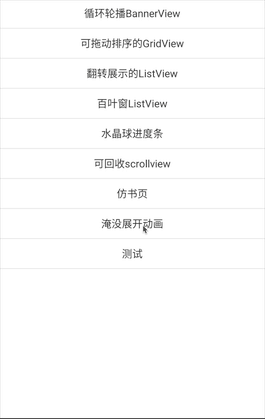 循环轮播BannerView
可拖动排序的GridView
翻转展示的ListView
百叶窗ListView
水晶球进度条
可回收scrollview
仿书页
淹没展开动画
测试